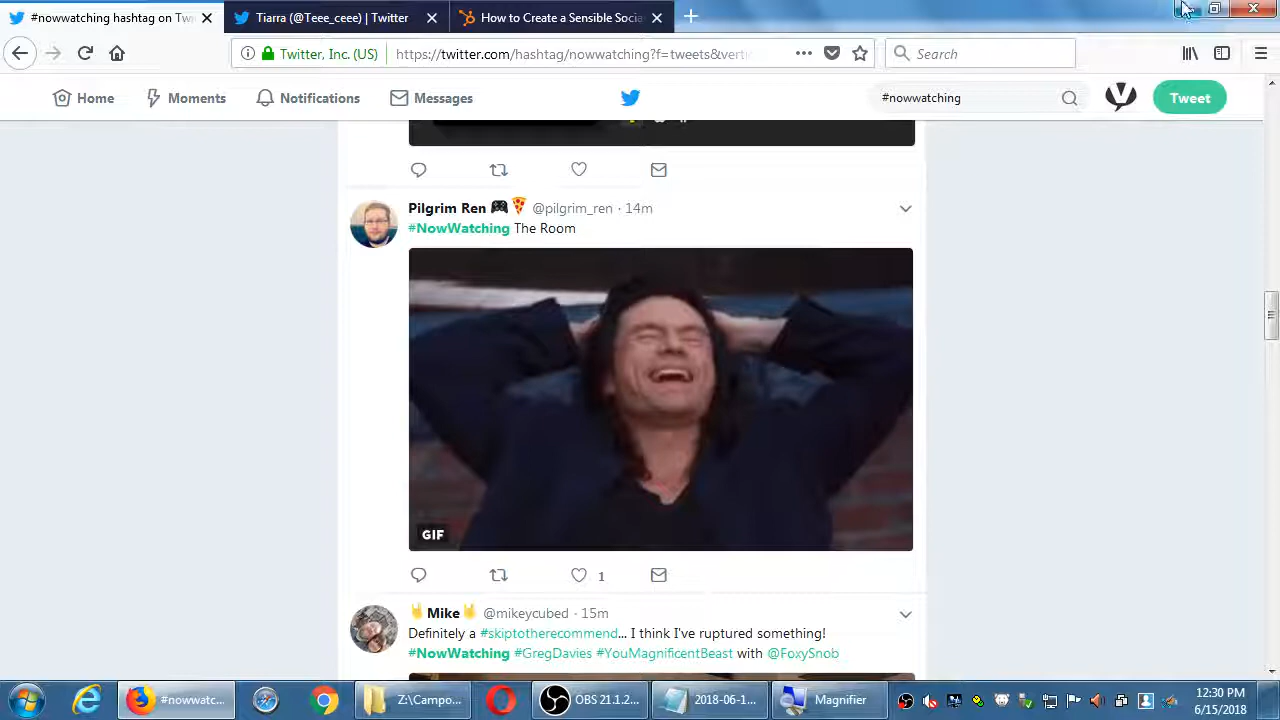 #nowwatching hashtag on Tw
Tiarra (@Teee_ceee) | Twitter
How to Create a Sensible Socia
Twitter, Inc. (US)
https://twitter.com/hashtag/nowwatching?f=tweets&verti
Search
Home
Moments
Notifications
Messages
#nowwatching
Tweet
Pilgrim Ren @pilgrim_ren · 14m
#NowWatching The Room
GIF
1
Mike @mikeycubed · 15m
Definitely a #skiptotherecommend... I think I've ruptured something!
#NowWatching #GregDavies #YouMagnificentBeast with @FoxySnob
#nowwatc...
Z:\Campo...
OBS 21.1.2...
2018-06-1...
Magnifier
12:30 PM
6/15/2018